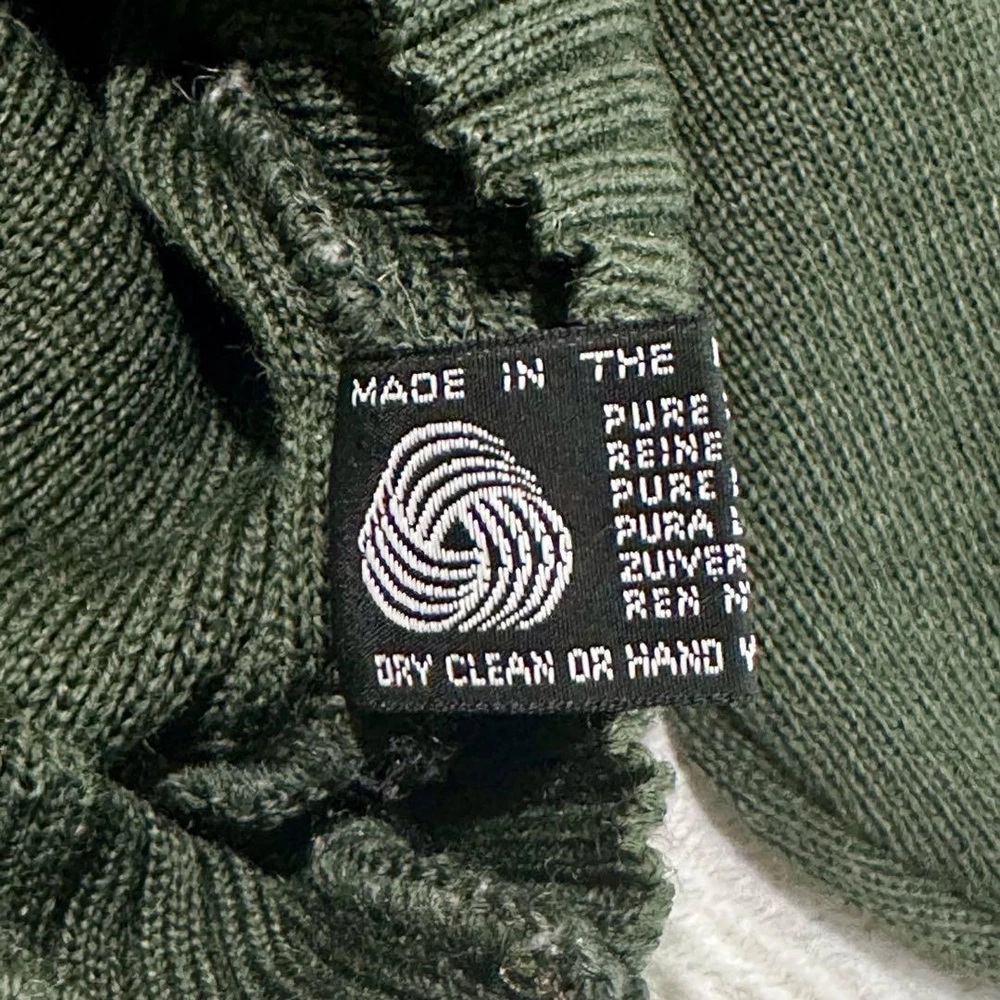 MADE IN THE
PURE
REINE
PURE
PURA
ZUIVER
REN
DRY CLEAN OR HAND